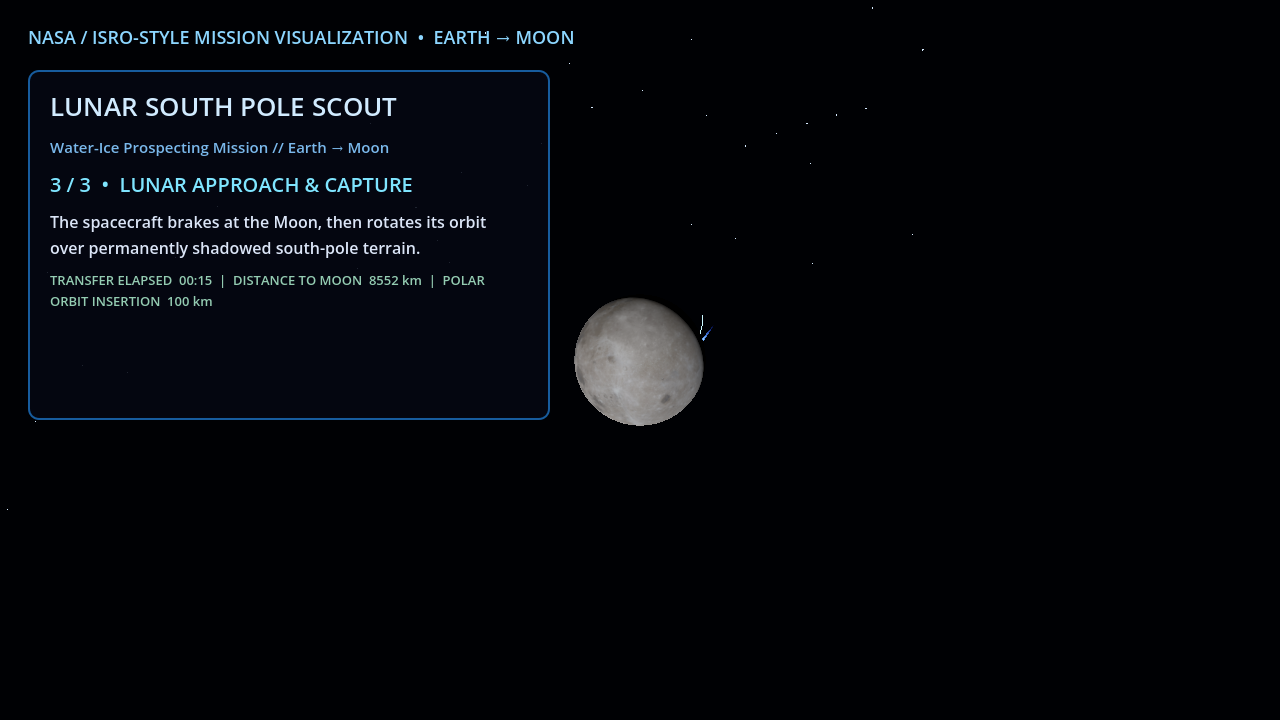 NASA / ISRO-STYLE MISSION VISUALIZATION • EARTH → MOON
LUNAR SOUTH POLE SCOUT
Water-Ice Prospecting Mission // Earth → Moon
3 / 3 • LUNAR APPROACH & CAPTURE
The spacecraft brakes at the Moon, then rotates its orbit
over permanently shadowed south-pole terrain.
TRANSFER ELAPSED 00:15 | DISTANCE TO MOON 8552 km | POLAR
ORBIT INSERTION 100 km